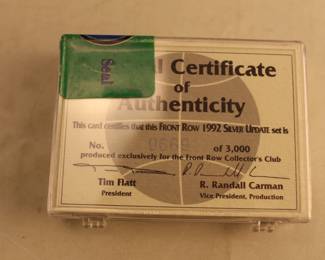 Seal
l Certificate
of
Authenticity
This card certifies that this Front Row 1992 Silver Update set is
No. 0669 of 3,000
produced exclusively for the Front Row Collector's Club
Tim Flatt
R. Randall Carman
President
Vice President, Production